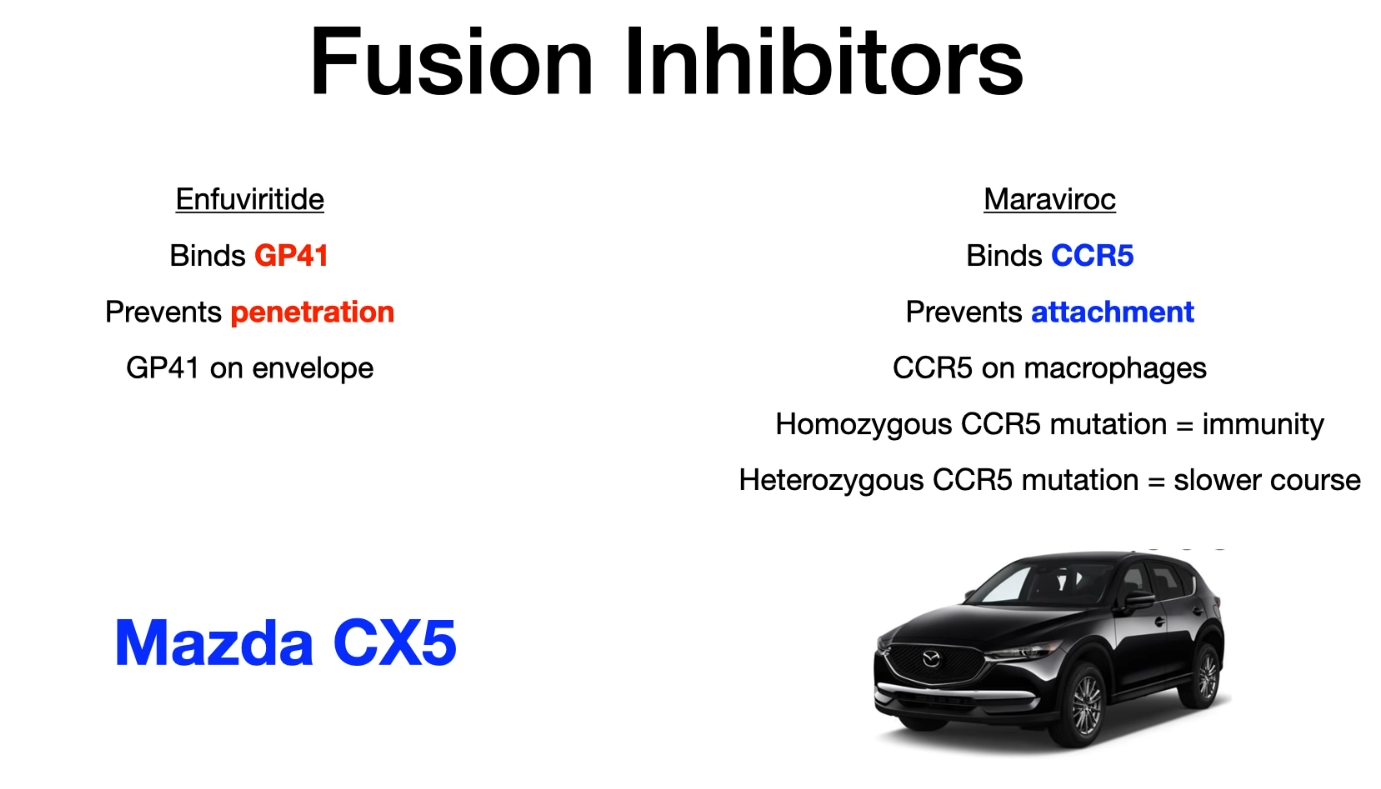 Fusion Inhibitors
Enfuviritide
Binds GP41
Prevents penetration
GP41 on envelope
Maraviroc
Binds CCR5
Prevents attachment
CCR5 on macrophages
Homozygous CCR5 mutation = immunity
Heterozygous CCR5 mutation = slower course
Mazda CX5